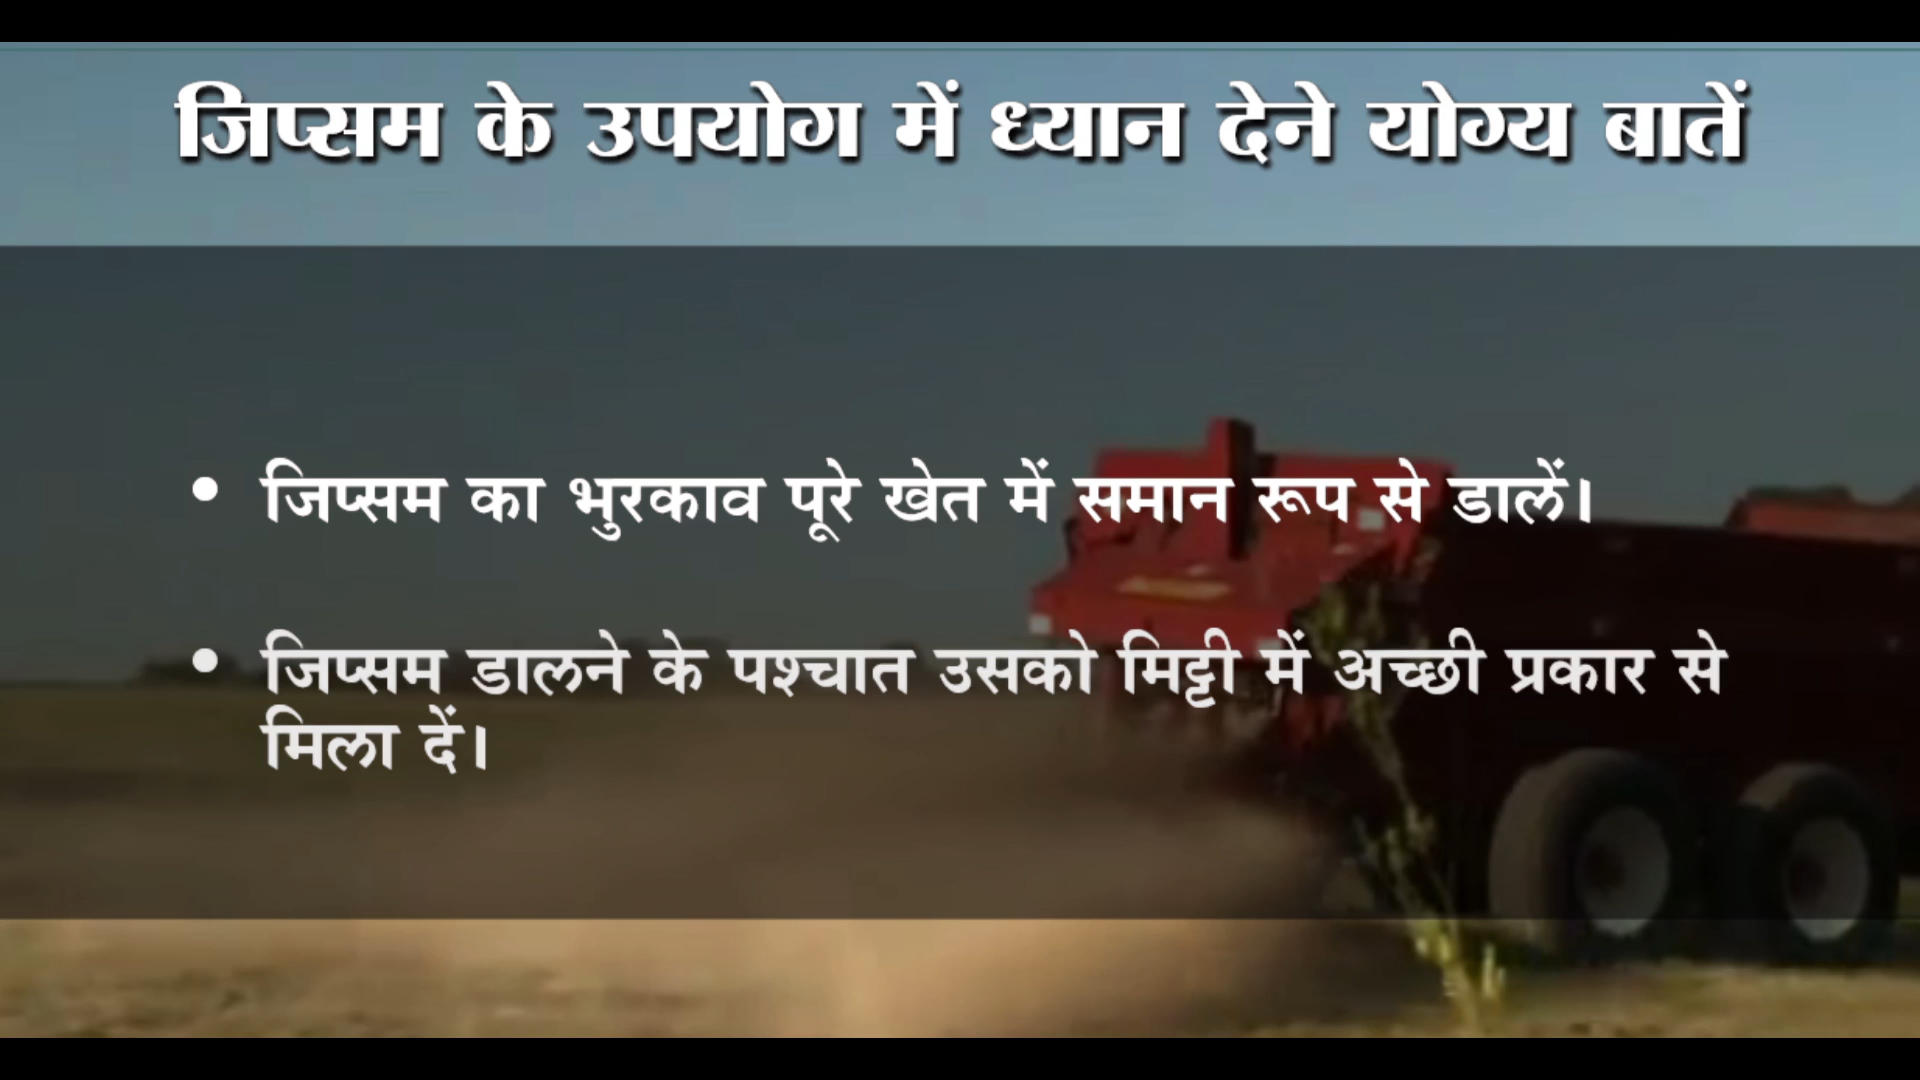 जिप्सम के उपयोग में ध्यान देने योग्य बातें
• जिप्सम का भुरकाव पूरे खेत में समान रूप से डालें।
• जिप्सम डालने के पश्चात उसको मिट्टी में अच्छी प्रकार से
मिला दें।